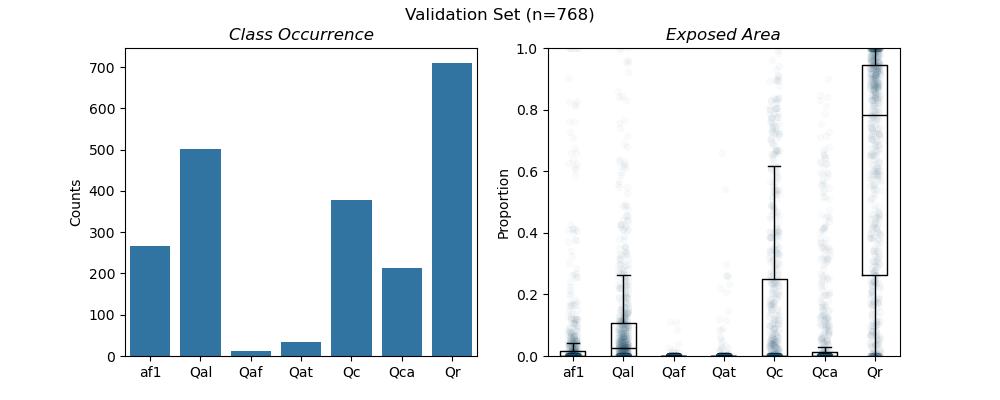 Validation Set (n=768)
Class Occurrence
Counts
700
600
500
400
300
200
100
0
af1 Qal Qaf Qat Qc Qca Qr
Exposed Area
Proportion
1.0
0.8
0.6
0.4
0.2
0.0
af1 Qal Qaf Qat Qc Qca Qr